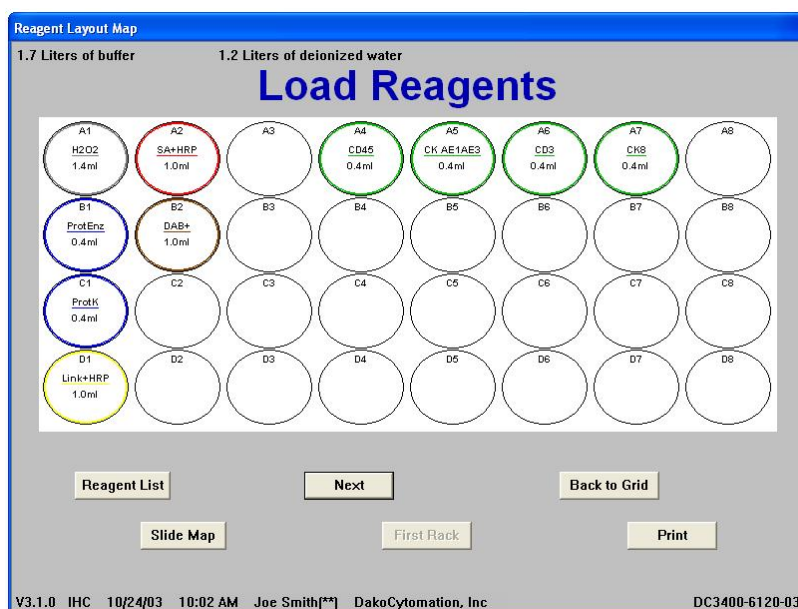 Reagent Layout Map
1.7 Liters of buffer 1.2 Liters of deionized water
Load Reagents
A1 A2 A3 A4 A5 A6 A7 A8
H2O2 SA+HRP CD45 CK AE1AE3 CD3 CK8
1.4ml 1.0ml 0.4ml 0.4ml 0.4ml 0.4ml
B1 B2 B3 B4 B5 B6 B7 B8
ProtEnz DAB+
0.4ml 1.0ml
C1 C2 C3 C4 C5 C6 C7 C8
ProtK
0.4ml
D1 D2 D3 D4 D5 D6 D7 D8
Link+HRP
1.0ml
Reagent List Next Back to Grid
Slide Map First Rack Print
V3.1.0 IHC 10/24/03 10:02 AM Joe Smith(**) DakoCytomation, Inc DC3400-6120-03